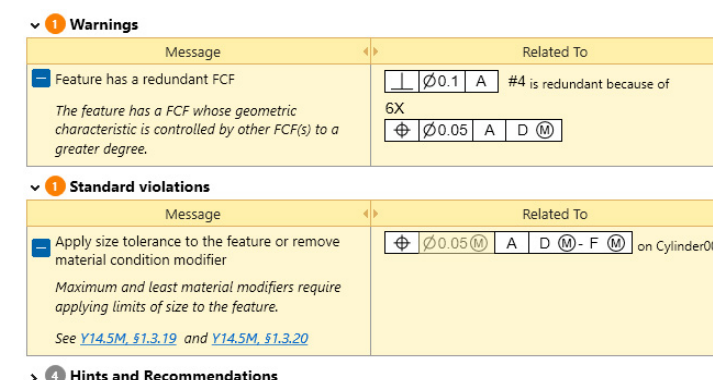 1 Warnings
Message
Related To
Feature has a redundant FCF
⊥ Ø0.1 A #4 is redundant because of
The feature has a FCF whose geometric
6X
characteristic is controlled by other FCF(s) to a
⌖ Ø0.05 A D Ⓜ
greater degree.
1 Standard violations
Message
Related To
Apply size tolerance to the feature or remove
⌖ Ø0.05Ⓜ A D Ⓜ - F Ⓜ on Cylinder0
material condition modifier
Maximum and least material modifiers require
applying limits of size to the feature.
See Y14.5M, §1.3.19 and Y14.5M, §1.3.20
4 Hints and Recommendations